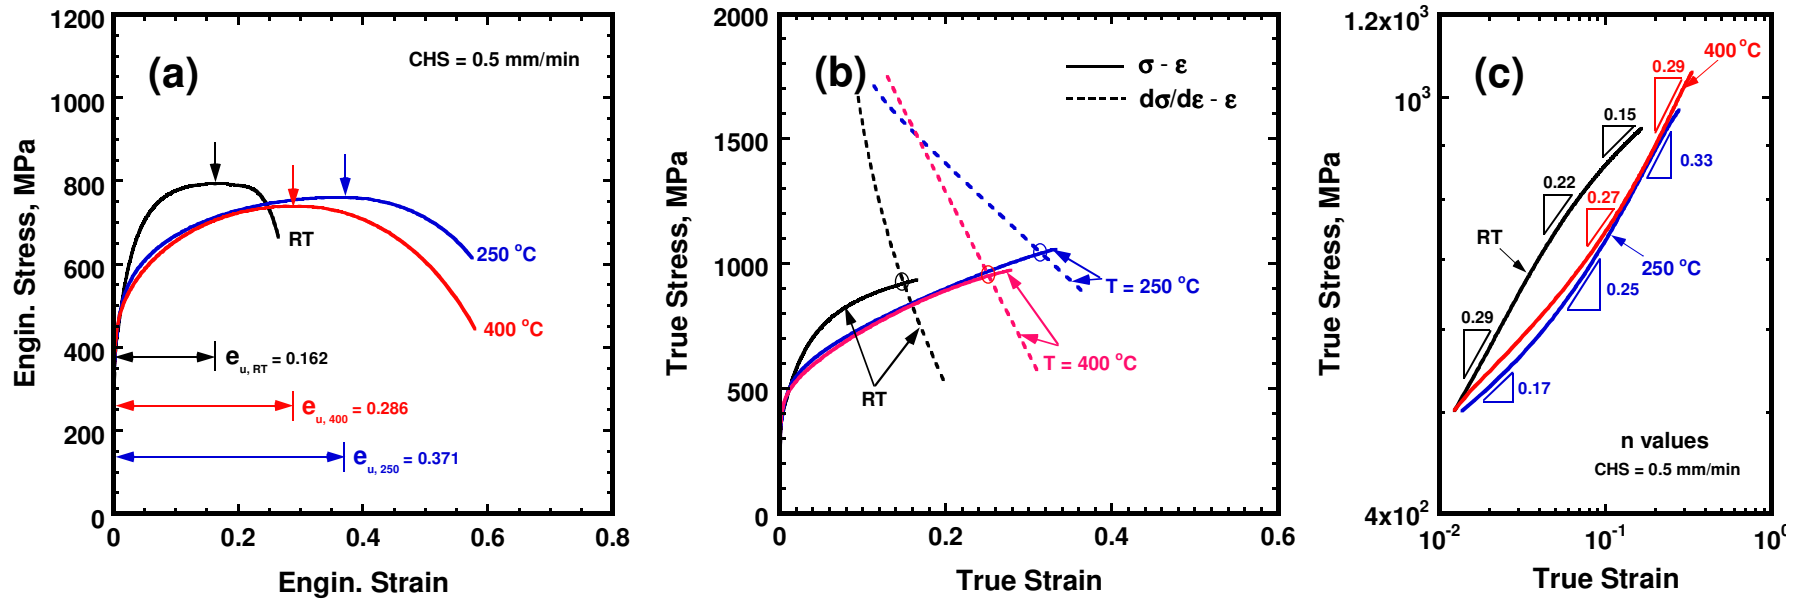 (a)
CHS = 0.5 mm/min
1200
1000
800
600
400
200
0
Engin. Stress, MPa
RT
250 °C
400 °C
e u, RT = 0.162
e u, 400 = 0.286
e u, 250 = 0.371
0
0.2
0.4
0.6
0.8
Engin. Strain
(b)
σ - ε
dσ/dε - ε
2000
1500
1000
500
0
True Stress, MPa
T = 250 °C
T = 400 °C
RT
0
0.2
0.4
0.6
True Strain
(c)
1.2x10³
10³
4x10²
True Stress, MPa
400 °C
0.29
0.15
0.33
0.22
0.27
RT
250 °C
0.25
0.29
0.17
n values
CHS = 0.5 mm/min
10⁻²
10⁻¹
10⁰
True Strain